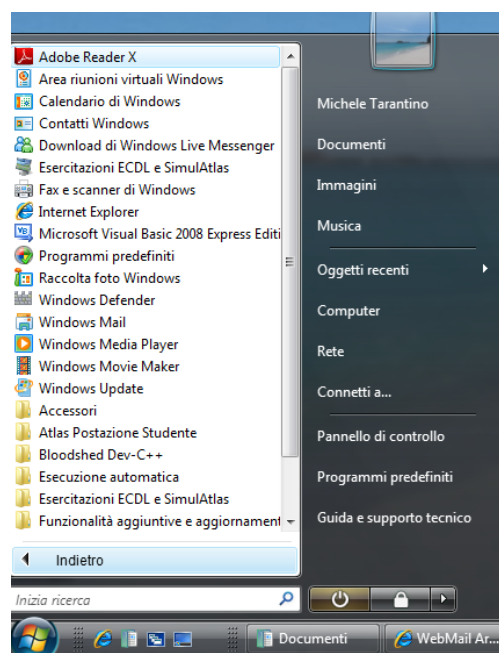 Adobe Reader X
Area riunioni virtuali Windows
Calendario di Windows
Contatti Windows
Download di Windows Live Messenger
Esercitazioni ECDL e SimulAtlas
Fax e scanner di Windows
Internet Explorer
Microsoft Visual Basic 2008 Express Editi
Programmi predefiniti
Raccolta foto Windows
Windows Defender
Windows Mail
Windows Media Player
Windows Movie Maker
Windows Update
Accessori
Atlas Postazione Studente
Bloodshed Dev-C++
Esecuzione automatica
Esercitazioni ECDL e SimulAtlas
Funzionalità aggiuntive e aggiornament
Indietro
Inizia ricerca
Michele Tarantino
Documenti
Immagini
Musica
Oggetti recenti
Computer
Rete
Connetti a...
Pannello di controllo
Programmi predefiniti
Guida e supporto tecnico
Documenti
WebMail Ar...